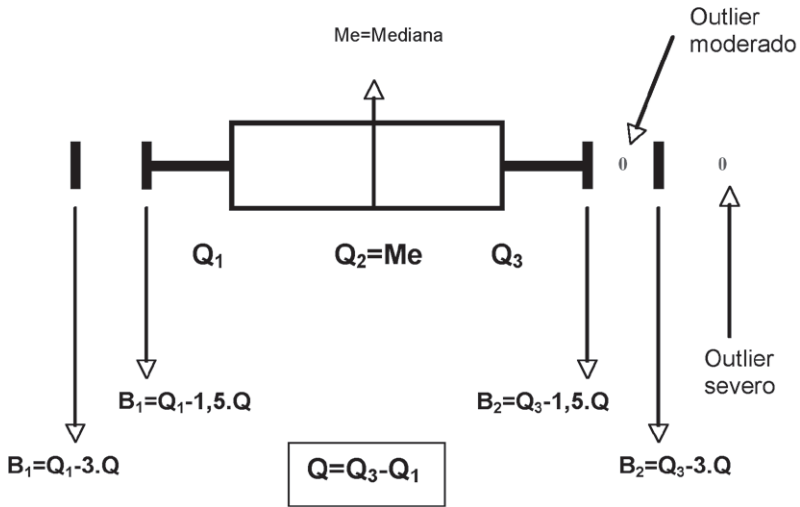 Outlier
moderado
Me=Mediana
0
0
Q₁
Q₂=Me
Q₃
Outlier
severo
B₁=Q₁-1,5.Q
B₂=Q₃-1,5.Q
B₁=Q₁-3.Q
Q=Q₃-Q₁
B₂=Q₃-3.Q